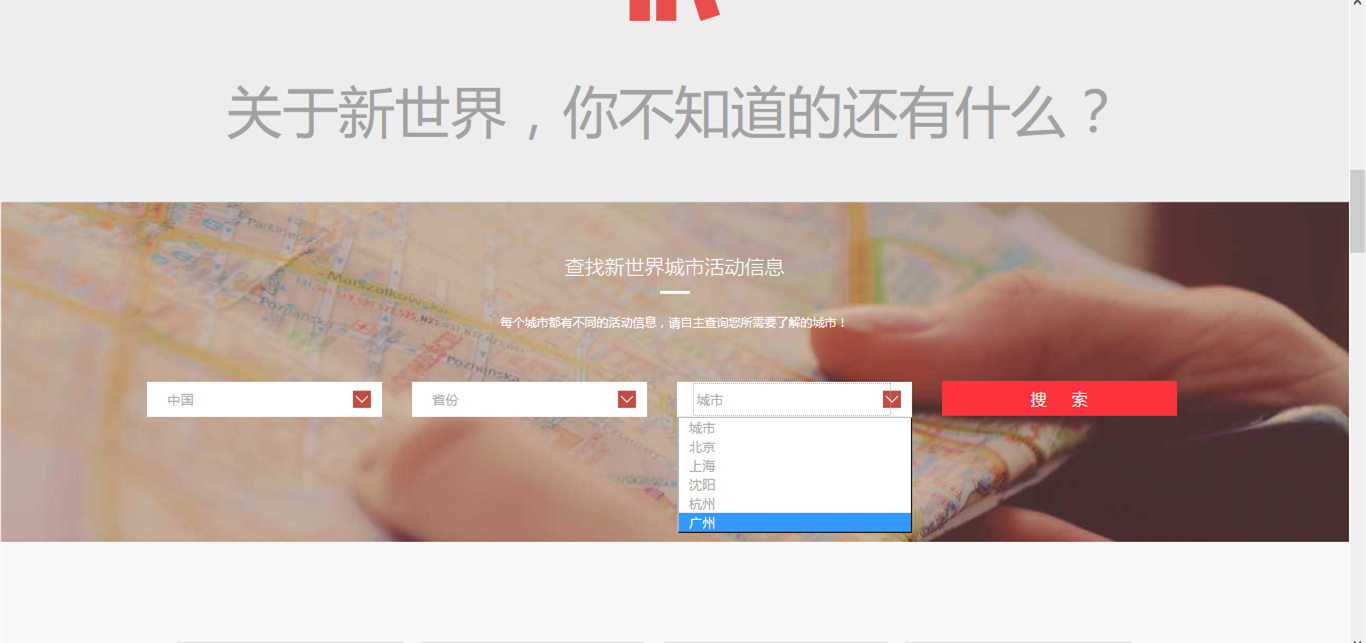 关于新世界，你不知道的还有什么？
Marszałkowska
Poznańska
查找新世界城市活动信息
每个城市都有不同的活动信息，请自主查询您所需要了解的城市！
Poznańska
中国
省份
城市
搜 索
城市
北京
上海
沈阳
杭州
广州